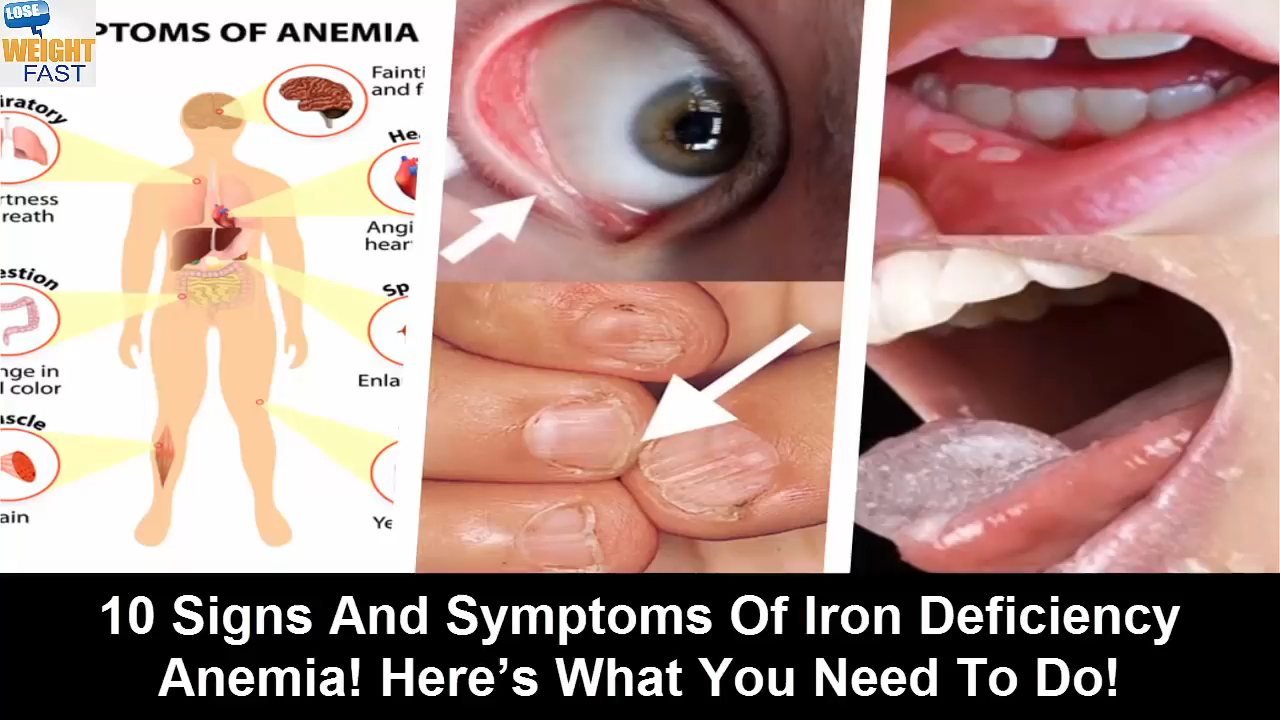 LOSE
WEIGHT
FAST
PTOMS OF ANEMIA
Fainti
and f
iratory
He
rtness
reath
Angi
hear
estion
Sp
nge in
l color
Enla
uscle
ain
Ye
10 Signs And Symptoms Of Iron Deficiency
Anemia! Here’s What You Need To Do!